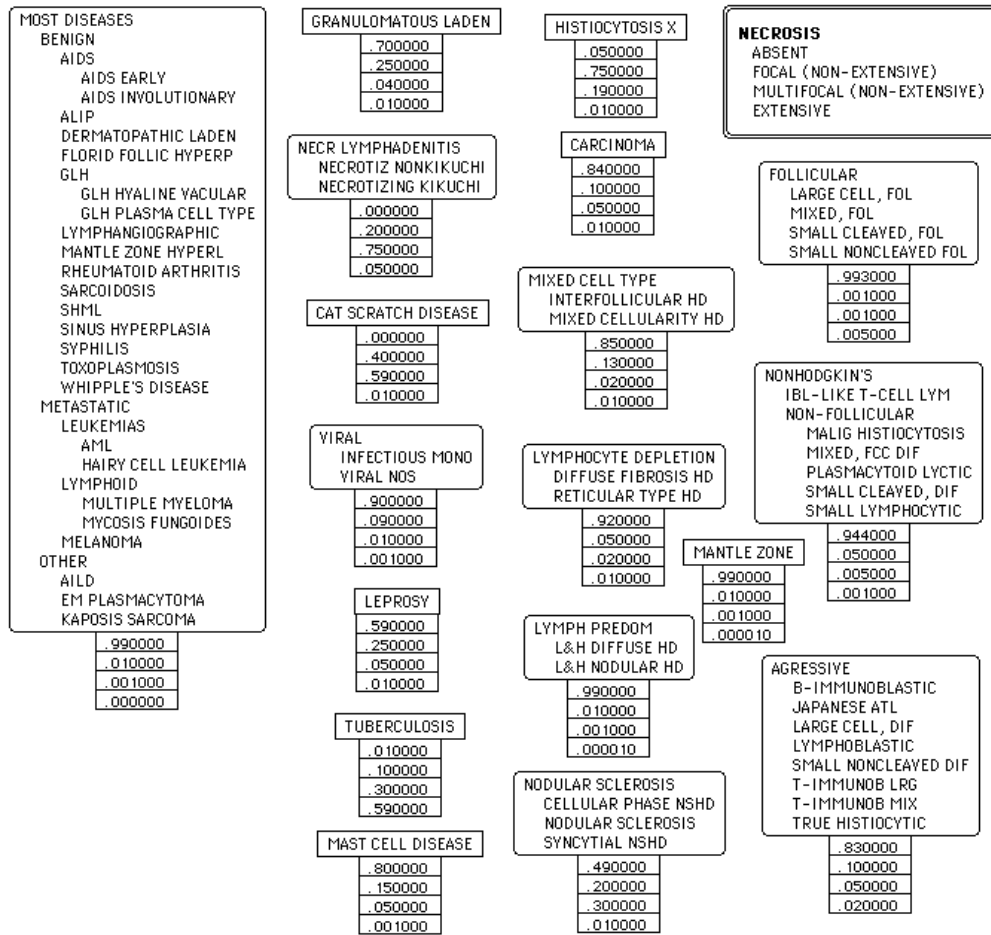 MOST DISEASES
BENIGN
AIDS
AIDS EARLY
AIDS INVOLUTIONARY
ALIP
DERMATOPATHIC LADEN
FLORID FOLLIC HYPERP
GLH
GLH HYALINE VACULAR
GLH PLASMA CELL TYPE
LYMPHANGIOGRAPHIC
MANTLE ZONE HYPERL
RHEUMATOID ARTHRITIS
SARCOIDOSIS
SHML
SINUS HYPERPLASIA
SYPHILIS
TOXOPLASMOSIS
WHIPPLE'S DISEASE
METASTATIC
LEUKEMIAS
AML
HAIRY CELL LEUKEMIA
LYMPHOID
MULTIPLE MYELOMA
MYCOSIS FUNGOIDES
MELANOMA
OTHER
AILD
EM PLASMACYTOMA
KAPOSIS SARCOMA
.990000
.010000
.001000
.000000
GRANULOMATOUS LADEN
.700000
.250000
.040000
.010000
NECR LYMPHADENITIS
NECROTIZ NONKIKUCHI
NECROTIZING KIKUCHI
.000000
.200000
.750000
.050000
CAT SCRATCH DISEASE
.000000
.400000
.590000
.010000
VIRAL
INFECTIOUS MONO
VIRAL NOS
.900000
.090000
.010000
.001000
LEPROSY
.590000
.250000
.050000
.010000
TUBERCULOSIS
.010000
.100000
.300000
.590000
MAST CELL DISEASE
.800000
.150000
.050000
.001000
HISTIOCYTOSIS X
.050000
.750000
.190000
.010000
CARCINOMA
.840000
.100000
.050000
.010000
MIXED CELL TYPE
INTERFOLLICULAR HD
MIXED CELLULARITY HD
.850000
.130000
.020000
.010000
LYMPHOCYTE DEPLETION
DIFFUSE FIBROSIS HD
RETICULAR TYPE HD
.920000
.050000
.020000
.010000
LYMPH PREDOM
L&H DIFFUSE HD
L&H NODULAR HD
.990000
.010000
.001000
.000010
NODULAR SCLEROSIS
CELLULAR PHASE NSHD
NODULAR SCLEROSIS
SYNCYTIAL NSHD
.490000
.200000
.300000
.010000
MANTLE ZONE
.990000
.010000
.001000
.000010
NECROSIS
ABSENT
FOCAL (NON-EXTENSIVE)
MULTIFOCAL (NON-EXTENSIVE)
EXTENSIVE
FOLLICULAR
LARGE CELL, FOL
MIXED, FOL
SMALL CLEAVED, FOL
SMALL NONCLEAVED FOL
.993000
.001000
.001000
.005000
NONHODGKIN'S
IBL-LIKE T-CELL LYM
NON-FOLLICULAR
MALIG HISTIOCYTOSIS
MIXED, FCC DIF
PLASMACYTOID LYCTIC
SMALL CLEAVED, DIF
SMALL LYMPHOCYTIC
.944000
.050000
.005000
.001000
AGRESSIVE
B-IMMUNOBLASTIC
JAPANESE ATL
LARGE CELL, DIF
LYMPHOBLASTIC
SMALL NONCLEAVED DIF
T-IMMUNOB LRG
T-IMMUNOB MIX
TRUE HISTIOCYTIC
.830000
.100000
.050000
.020000